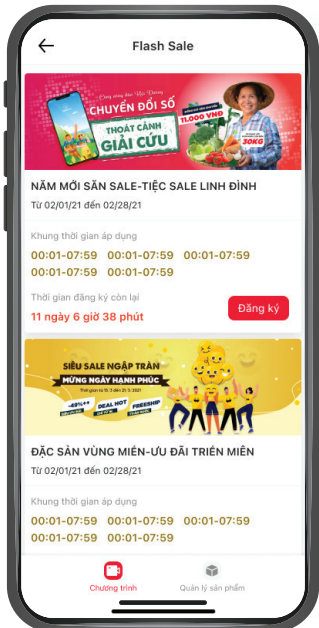 Flash Sale
CHUYỂN ĐỔI SỐ
THOÁT CẢNH
GIẢI CỨU
11.000 VNĐ
30KG
NĂM MỚI SĂN SALE-TIỆC SALE LINH ĐÌNH
Từ 02/01/21 đến 02/28/21
Khung thời gian áp dụng
00:01-07:59 00:01-07:59 00:01-07:59
00:01-07:59 00:01-07:59
Thời gian đăng ký còn lại
11 ngày 6 giờ 38 phút
Đăng ký
SIÊU SALE NGẬP TRÀN
MỪNG NGÀY HẠNH PHÚC
-49%++
DEAL HOT
FREESHIP
ĐẶC SẢN VÙNG MIỀN-ƯU ĐÃI TRIỀN MIÊN
Từ 02/01/21 đến 02/28/21
Khung thời gian áp dụng
00:01-07:59 00:01-07:59 00:01-07:59
00:01-07:59 00:01-07:59
Chương trình
Quản lý sản phẩm